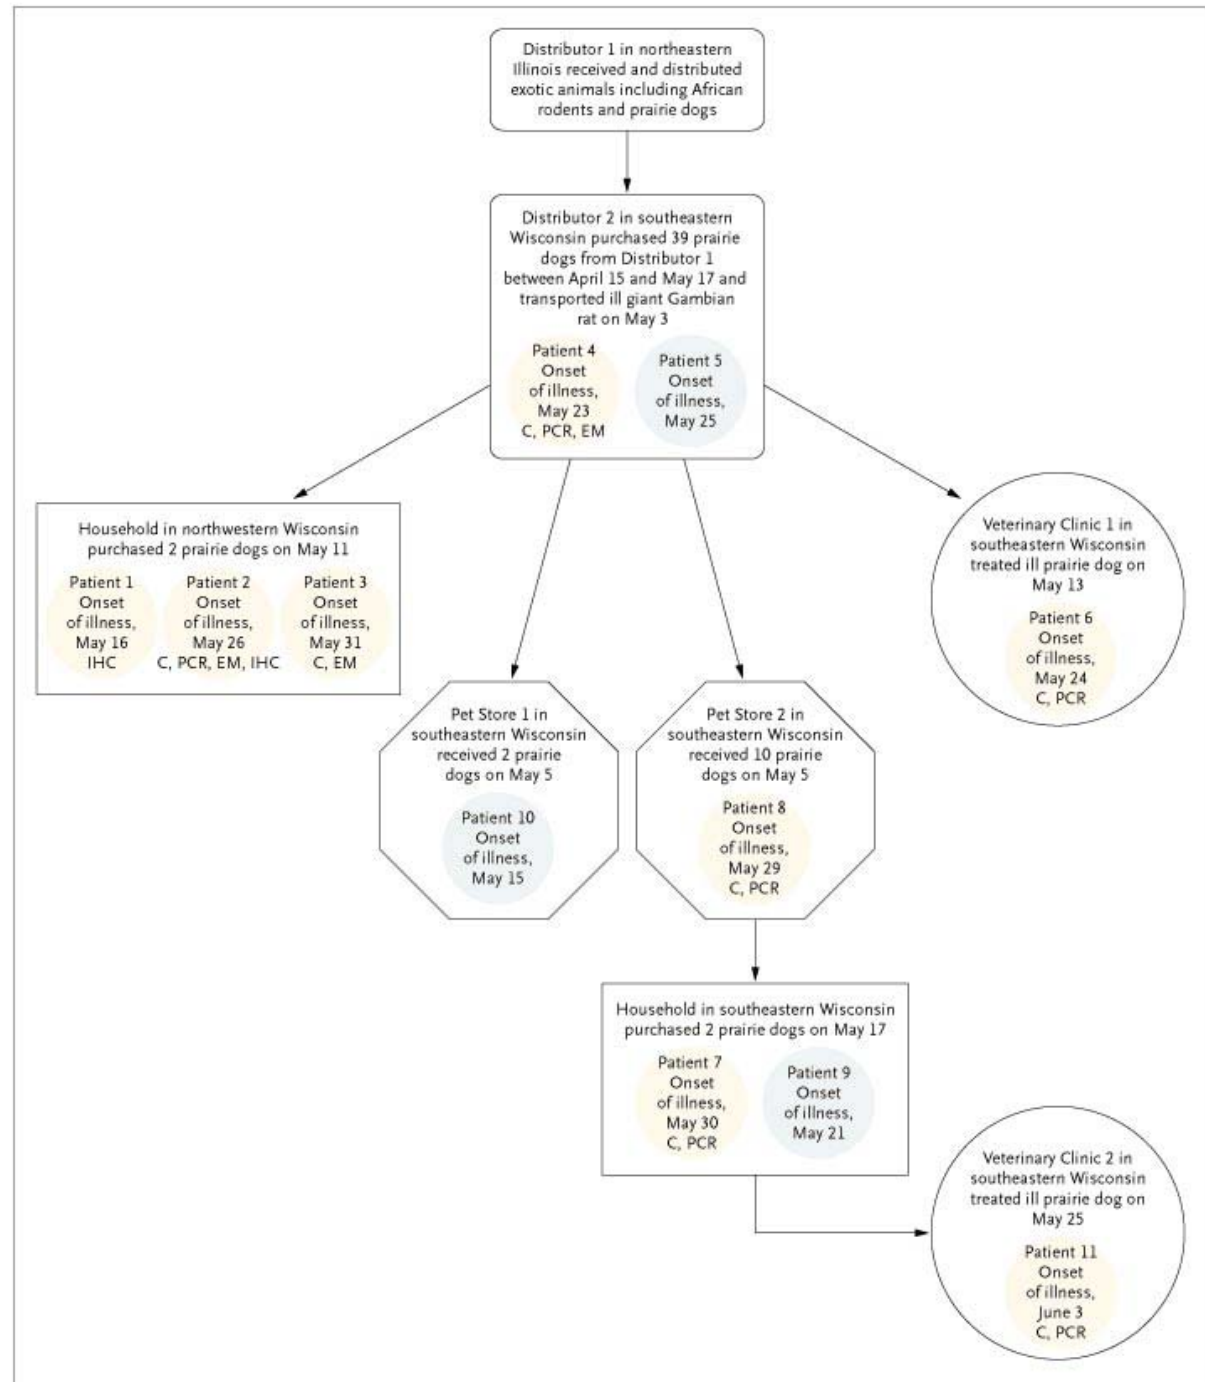 Distributor 1 in northeastern
Illinois received and distributed
exotic animals including African
rodents and prairie dogs
Distributor 2 in southeastern
Wisconsin purchased 39 prairie
dogs from Distributor 1
between April 15 and May 17 and
transported ill giant Gambian
rat on May 3
Patient 4
Onset
of illness,
May 23
C, PCR, EM
Patient 5
Onset
of illness,
May 25
Household in northwestern Wisconsin
purchased 2 prairie dogs on May 11
Patient 1
Onset
of illness,
May 16
IHC
Patient 2
Onset
of illness,
May 26
C, PCR, EM, IHC
Patient 3
Onset
of illness,
May 31
C, EM
Veterinary Clinic 1 in
southeastern Wisconsin
treated ill prairie dog on
May 13
Patient 6
Onset
of illness,
May 24
C, PCR
Pet Store 1 in
southeastern Wisconsin
received 2 prairie
dogs on May 5
Patient 10
Onset
of illness,
May 15
Pet Store 2 in
southeastern Wisconsin
received 10 prairie
dogs on May 5
Patient 8
Onset
of illness,
May 29
C, PCR
Household in southeastern Wisconsin
purchased 2 prairie dogs on May 17
Patient 7
Onset
of illness,
May 30
C, PCR
Patient 9
Onset
of illness,
May 21
Veterinary Clinic 2 in
southeastern Wisconsin
treated ill prairie dog on
May 25
Patient 11
Onset
of illness,
June 3
C, PCR